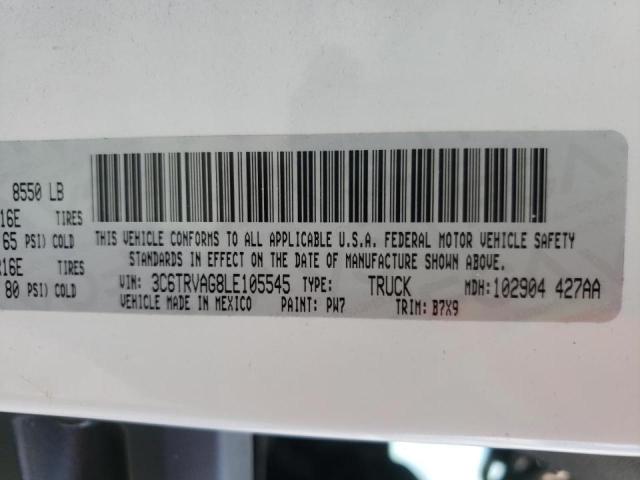 8550 LB
16E TIRES
65 PSI) COLD
R16E TIRES
80 PSI) COLD
THIS VEHICLE CONFORMS TO ALL APPLICABLE U.S.A. FEDERAL MOTOR VEHICLE SAFETY
STANDARDS IN EFFECT ON THE DATE OF MANUFACTURE SHOWN ABOVE.
VIN: 3C6TRVAG8LE105545 TYPE: TRUCK MDH: 102904 427AA
VEHICLE MADE IN MEXICO PAINT: PW7 TRIM: B7X9